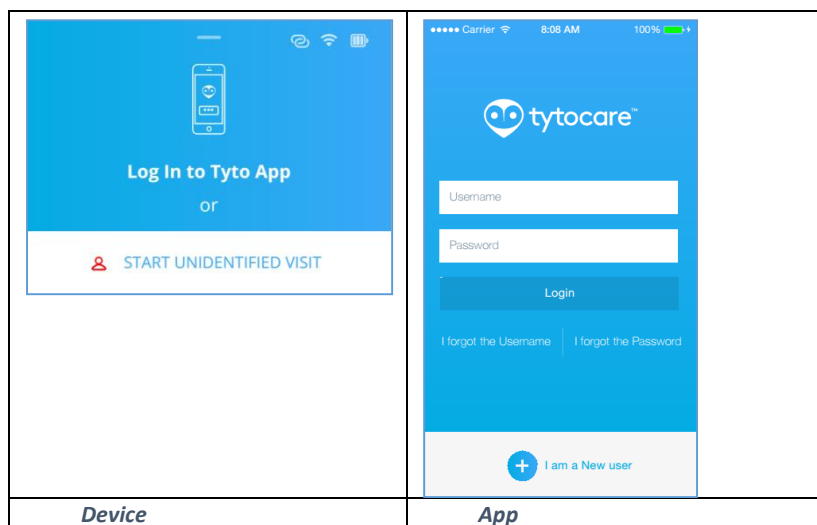 Log In to Tyto App
or
START UNIDENTIFIED VISIT
Carrier 8:08 AM 100%
tytocare™
Username
Password
Login
I forgot the Username I forgot the Password
I am a New user
Device App